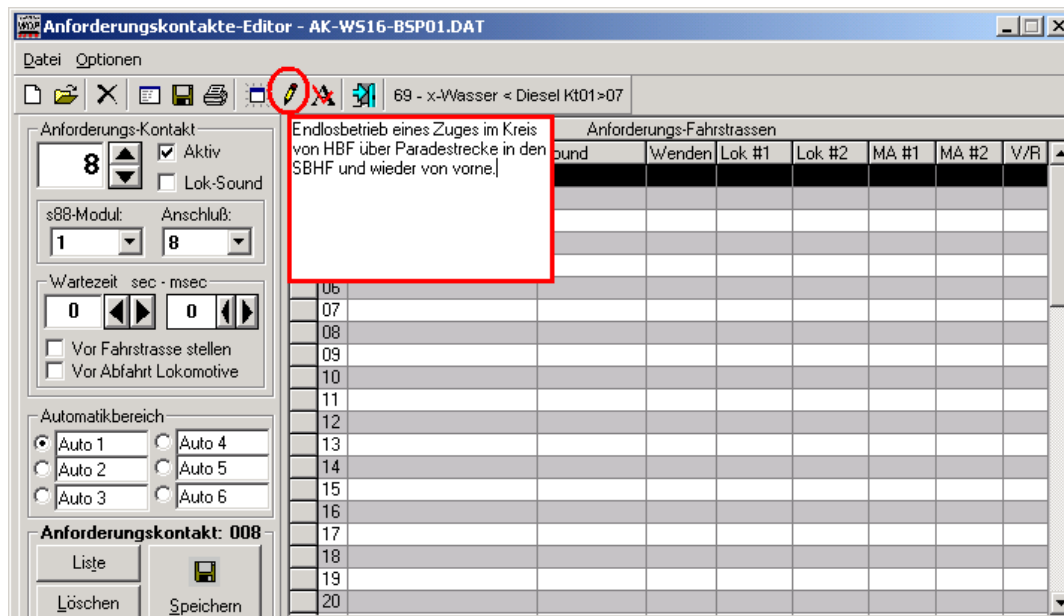 Anforderungskontakte-Editor - AK-WS16-BSP01.DAT
Datei Optionen
69 - x-Wasser < Diesel Kt01>07
Anforderungs-Kontakt
8
Aktiv
Lok-Sound
s88-Modul: Anschluß:
1 8
Wartezeit sec - msec
0 0
Vor Fahrstrasse stellen
Vor Abfahrt Lokomotive
Automatikbereich
Auto 1 Auto 4
Auto 2 Auto 5
Auto 3 Auto 6
Anforderungskontakt: 008
Liste
Löschen
Speichern
Endlosbetrieb eines Zuges im Kreis
von HBF über Paradestrecke in den
SBHF und wieder von vorne.
Anforderungs-Fahrstrassen
Wenden Lok #1 Lok #2 MA #1 MA #2 V/R
06
07
08
09
10
11
12
13
14
15
16
17
18
19
20